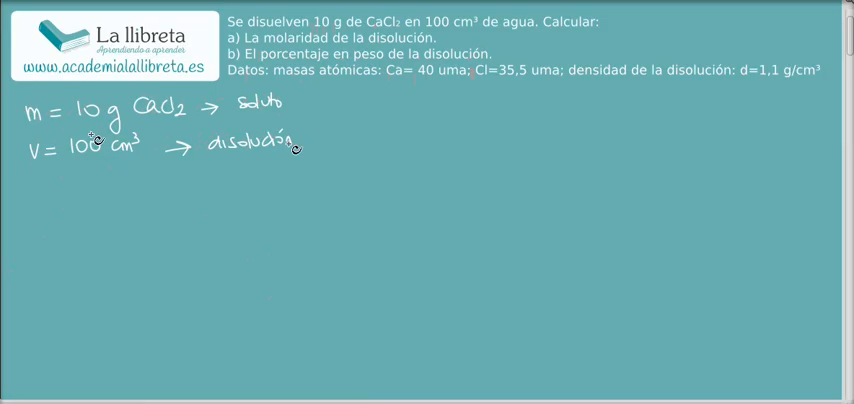 La llibreta
Aprendiendo a aprender
www.academialallibreta.es
Se disuelven 10 g de CaCl₂ en 100 cm³ de agua. Calcular:
a) La molaridad de la disolución.
b) El porcentaje en peso de la disolución.
Datos: masas atómicas: Ca= 40 uma; Cl=35,5 uma; densidad de la disolución: d=1,1 g/cm³
m = 10 g CaCl₂ → soluto
V = 100 cm³ → disolución